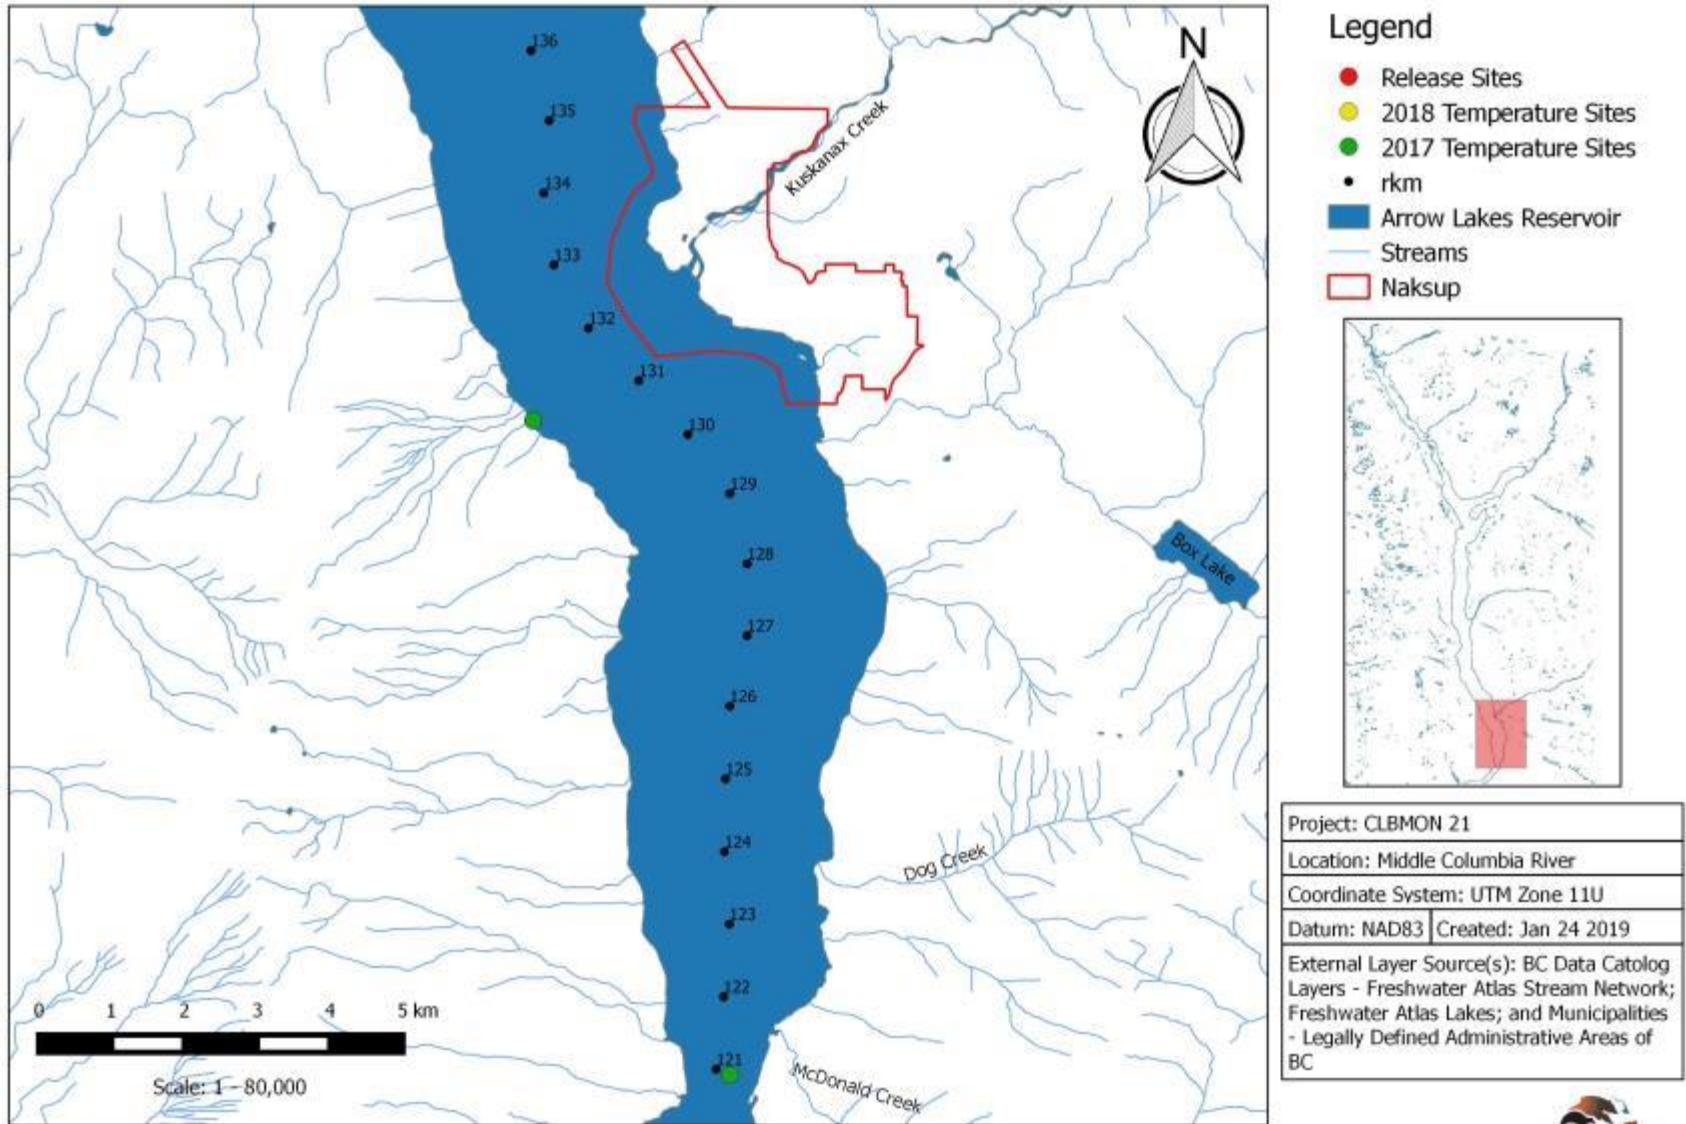 136
135
134
133
132
131
130
129
128
127
126
125
124
123
122
121
Kuskanax Creek
Box Lake
Dog Creek
McDonald Creek
0 1 2 3 4 5 km
Scale: 1 - 80,000
N
Legend
Release Sites
2018 Temperature Sites
2017 Temperature Sites
rkm
Arrow Lakes Reservoir
Streams
Naksup
Project: CLBMON 21
Location: Middle Columbia River
Coordinate System: UTM Zone 11U
Datum: NAD83 Created: Jan 24 2019
External Layer Source(s): BC Data Catolog
Layers - Freshwater Atlas Stream Network;
Freshwater Atlas Lakes; and Municipalities
- Legally Defined Administrative Areas of
BC